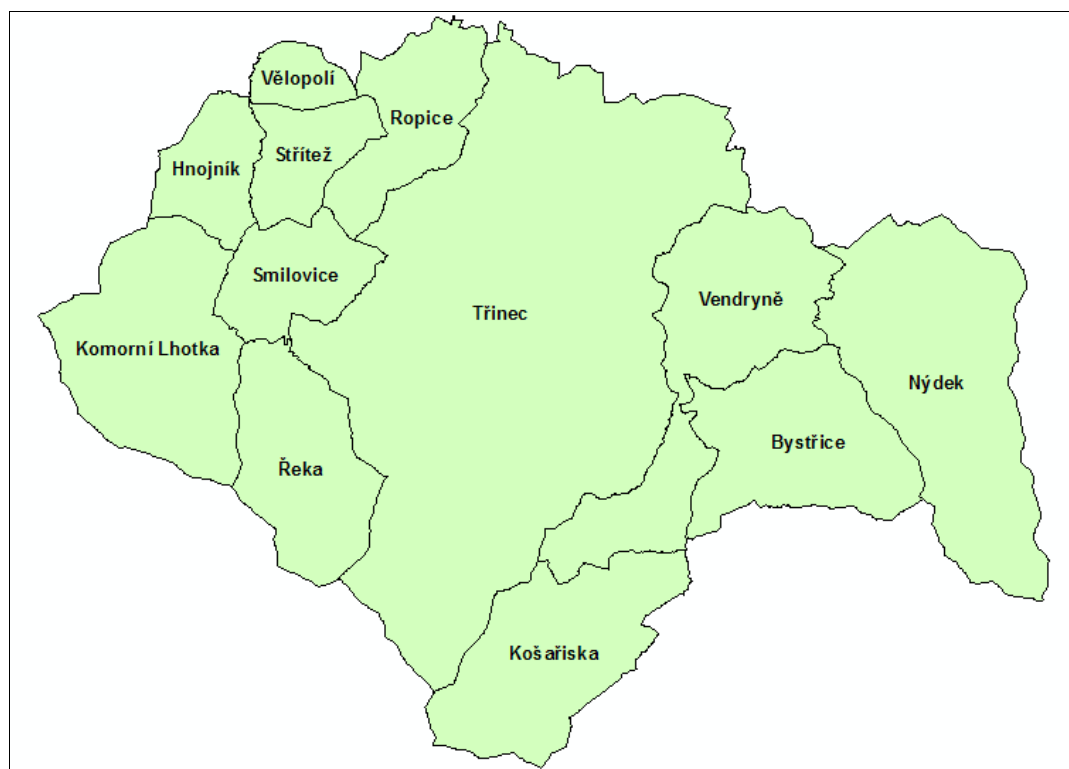 Vělopolí
Ropice
Střítež
Hnojník
Smilovice
Vendryně
Třinec
Komorní Lhotka
Nýdek
Bystřice
Řeka
Košařiska